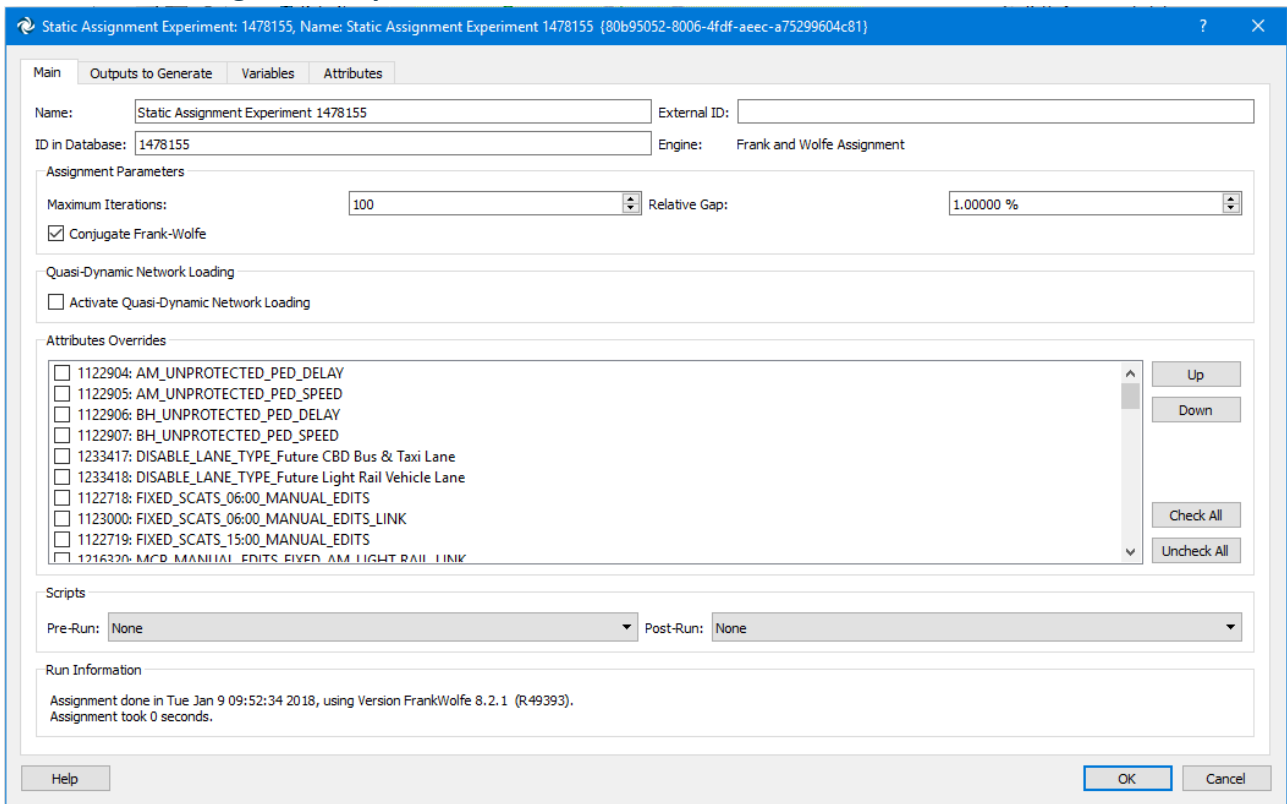 Static Assignment Experiment: 1478155, Name: Static Assignment Experiment 1478155 {80b95052-8006-4fdf-aeec-a75299604c81}
Main Outputs to Generate Variables Attributes
Name: Static Assignment Experiment 1478155 External ID:
ID in Database: 1478155 Engine: Frank and Wolfe Assignment
Assignment Parameters
Maximum Iterations: 100 Relative Gap: 1.00000 %
Conjugate Frank-Wolfe
Quasi-Dynamic Network Loading
Activate Quasi-Dynamic Network Loading
Attributes Overrides
1122904: AM_UNPROTECTED_PED_DELAY
Up
1122905: AM_UNPROTECTED_PED_SPEED
1122906: BH_UNPROTECTED_PED_DELAY
Down
1122907: BH_UNPROTECTED_PED_SPEED
1233417: DISABLE_LANE_TYPE_Future CBD Bus & Taxi Lane
1233418: DISABLE_LANE_TYPE_Future Light Rail Vehicle Lane
1122718: FIXED_SCATS_06:00_MANUAL_EDITS
1123000: FIXED_SCATS_06:00_MANUAL_EDITS_LINK
Check All
1122719: FIXED_SCATS_15:00_MANUAL_EDITS
1216320: MCP_MANUAL_EDITS_FIXED_AM_LIGHT RAIL_LINK
Uncheck All
Scripts
Pre-Run: None Post-Run: None
Run Information
Assignment done in Tue Jan 9 09:52:34 2018, using Version FrankWolfe 8.2.1 (R49393).
Assignment took 0 seconds.
Help OK Cancel